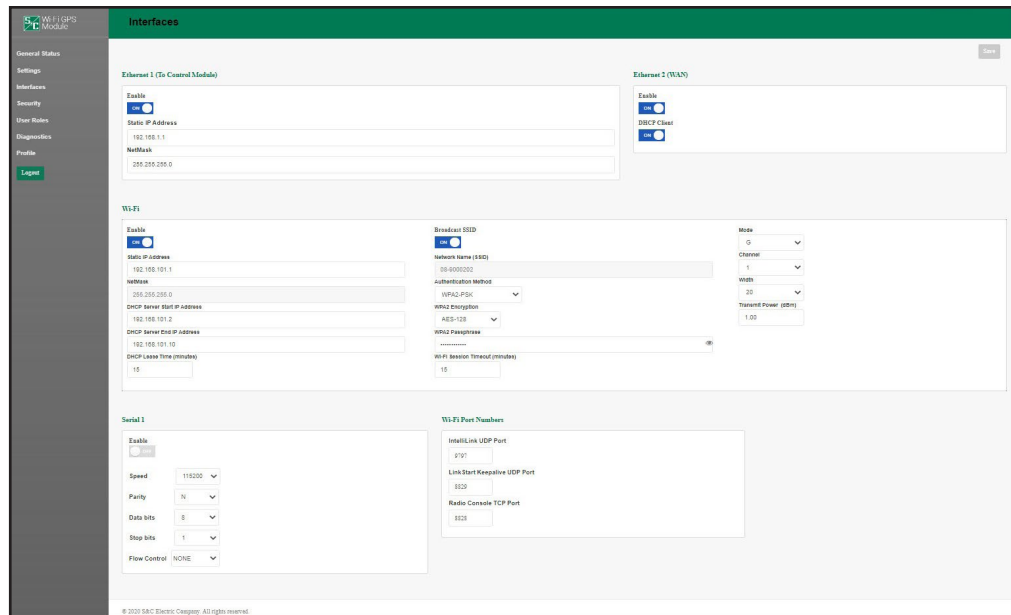 S&C Wi-Fi GPS
Module
Interfaces
General Status
Settings
Interfaces
Security
User Roles
Diagnostics
Profile
Logout
Save
Ethernet 1 (To Control Module)
Enable
ON
Static IP Address
192.168.1.1
NetMask
255.255.255.0
Ethernet 2 (WAN)
Enable
ON
DHCP Client
ON
Wi-Fi
Enable
ON
Static IP Address
192.168.101.1
NetMask
255.255.255.0
DHCP Server Start IP Address
192.168.101.2
DHCP Server End IP Address
192.168.101.10
DHCP Lease Time (minutes)
15
Broadcast SSID
ON
Network Name (SSID)
08-9000202
Authentication Method
WPA2-PSK
WPA2 Encryption
AES-128
WPA2 Passphrase
••••••••••••
Wi-Fi Session Timeout (minutes)
15
Mode
G
Channel
1
Width
20
Transmit Power (dBm)
1.00
Serial 1
Enable
OFF
Speed 115200
Parity N
Data bits 8
Stop bits 1
Flow Control NONE
Wi-Fi Port Numbers
IntelliLink UDP Port
9797
LinkStart Keepalive UDP Port
8829
Radio Console TCP Port
8828
© 2020 S&C Electric Company. All rights reserved.